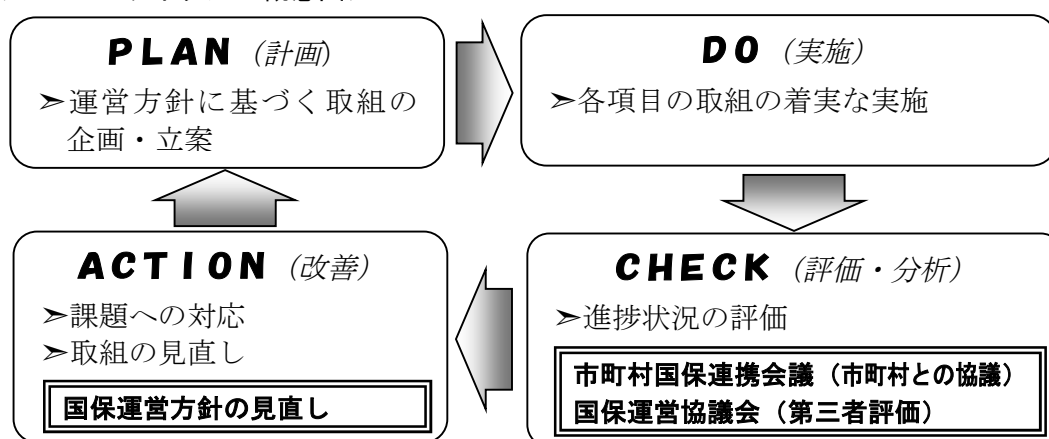 PLAN（計画）
➢運営方針に基づく取組の
企画・立案
DO（実施）
➢各項目の取組の着実な実施
ACTION（改善）
➢課題への対応
➢取組の見直し
国保運営方針の見直し
CHECK（評価・分析）
➢進捗状況の評価
市町村国保連携会議（市町村との協議）
国保運営協議会（第三者評価）